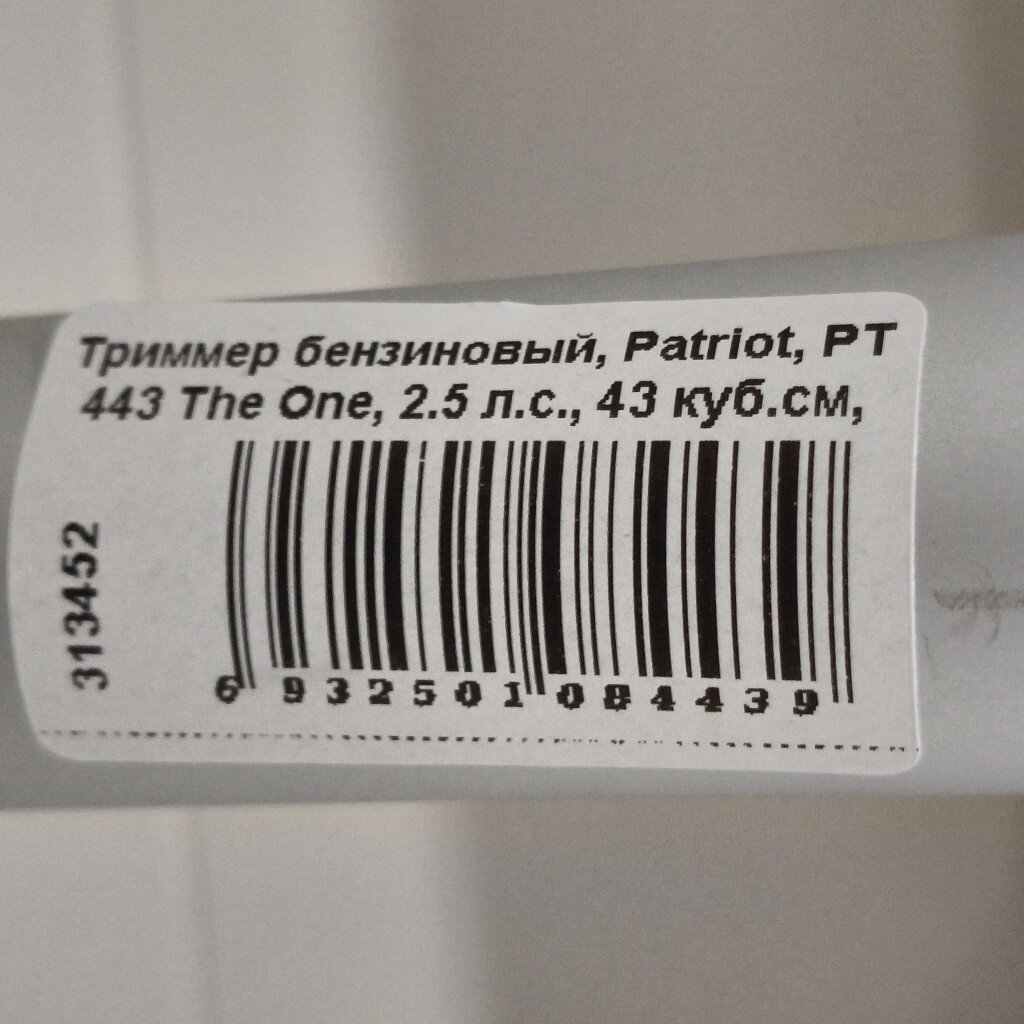 Триммер бензиновый, Patriot, PT
443 The One, 2.5 л.с., 43 куб.см,
313452
6 932501 084439